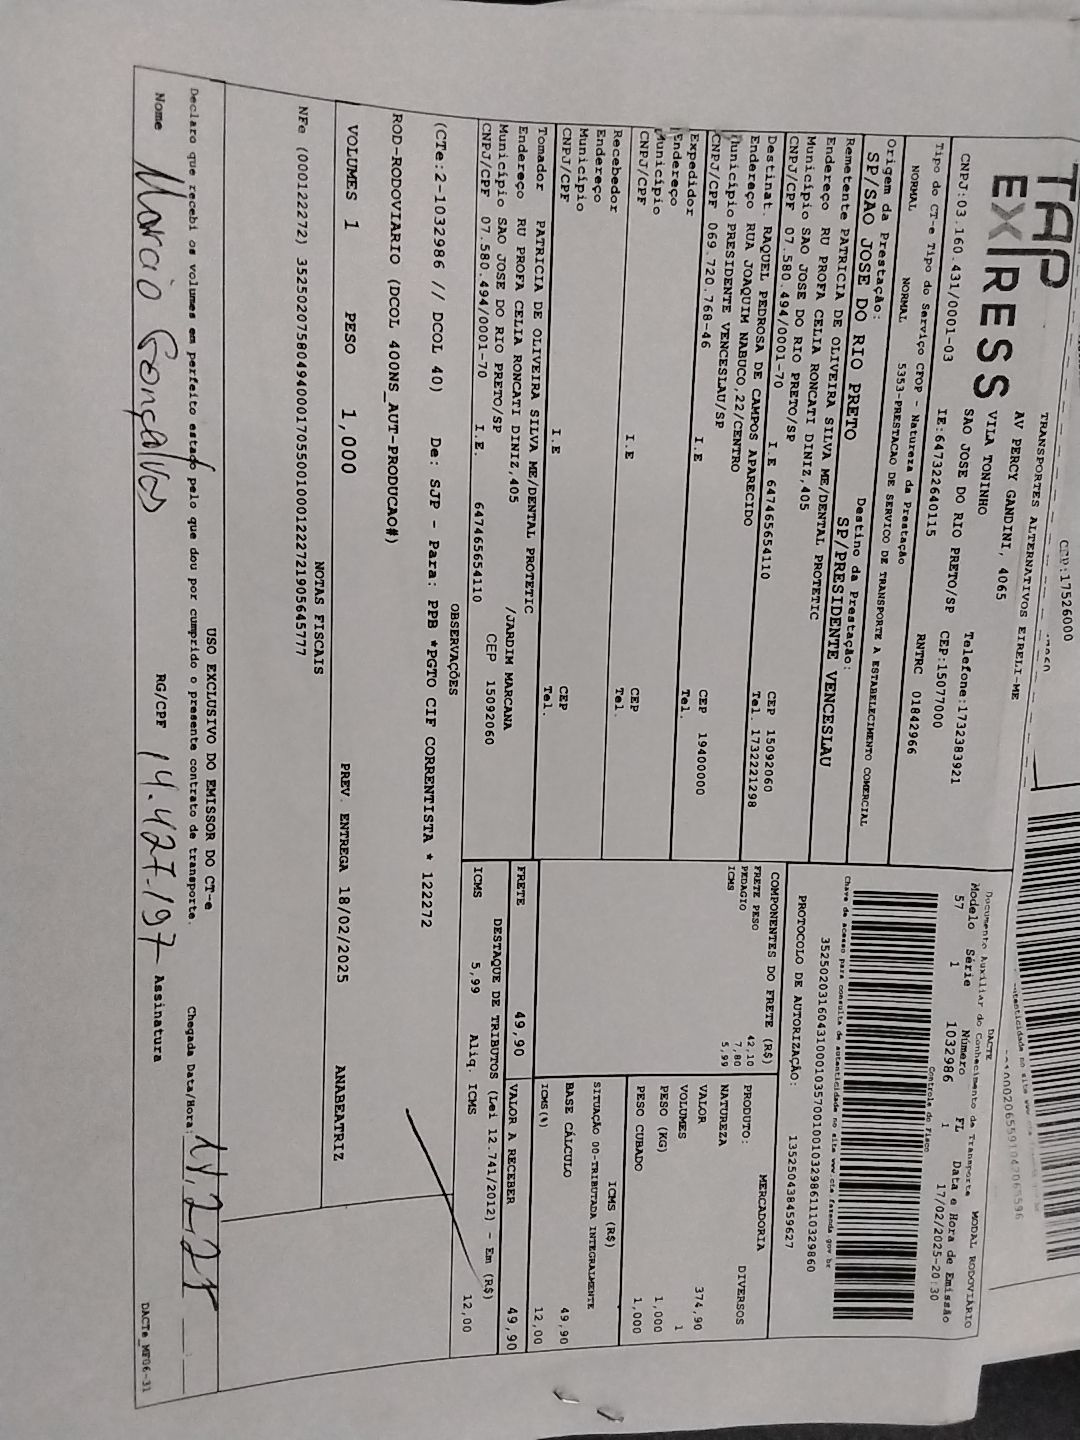 CEP:17526000
TAP
EXPRESS
TRANSPORTES ALTERNATIVOS EIRELI-ME
AV PERCY GANDINI, 4065
VILA TONINHO
SAO JOSE DO RIO PRETO/SP Telefone:1732383921
CNPJ:03.160.431/0001-03 IE:647322640115 CEP:15077000
RNTRC 01842966
Tipo do CT-e Tipo do Serviço CFOP - Natureza da Prestação
NORMAL NORMAL 5353-PRESTACAO DE SERVICO DE TRANSPORTE A ESTABELECIMENTO COMERCIAL
Origem da Prestação: Destino da Prestação:
SP/SAO JOSE DO RIO PRETO SP/PRESIDENTE VENCESLAU
Remetente PATRICIA DE OLIVEIRA SILVA ME/DENTAL PROTETIC
Endereço RU PROFA CELIA RONCATI DINIZ,405
Município SAO JOSE DO RIO PRETO/SP CEP 15092060
CNPJ/CPF 07.580.494/0001-70 I.E 647465654110 Tel. 1732221298
Destinat. RAQUEL PEDROSA DE CAMPOS APARECIDO
Endereço RUA JOAQUIM NABUCO,22/CENTRO
Município PRESIDENTE VENCESLAU/SP CEP 19400000
CNPJ/CPF 069.720.768-46 I.E Tel.
Expedidor
Endereço
Município CEP
CNPJ/CPF I.E Tel.
Recebedor
Endereço
Município CEP
CNPJ/CPF I.E Tel.
Tomador PATRICIA DE OLIVEIRA SILVA ME/DENTAL PROTETIC
Endereço RU PROFA CELIA RONCATI DINIZ,405 /JARDIM MARCANA
Município SAO JOSE DO RIO PRETO/SP CEP 15092060
CNPJ/CPF 07.580.494/0001-70 I.E. 647465654110
DACTE
Documento Auxiliar do Conhecimento de Transporte MODAL RODOVIÁRIO
Modelo Série Número FL Data e Hora de Emissão
57 1 1032986 1 17/02/2025-20:30
Controle do Fisco
Chave de acesso para consulta de autenticidade no site www.cte.fazenda.gov.br
35250203160431000103570010010329861110329860
PROTOCOLO DE AUTORIZAÇÃO: 135250438459627
COMPONENTES DO FRETE (R$)
FRETE PESO 42,10
PEDAGIO 7,80
ICMS 5,99
FRETE 49,90
MERCADORIA
PRODUTO: DIVERSOS
NATUREZA
VALOR 374,90
VOLUMES 1
PESO (KG) 1,000
PESO CUBADO 1,000
ICMS (R$)
SITUAÇÃO 00-TRIBUTADA INTEGRALMENTE
BASE CÁLCULO 49,90
ICMS(%) 12,00
VALOR A RECEBER 49,90
DESTAQUE DE TRIBUTOS (Lei 12.741/2012) - Em (R$)
ICMS 5,99 Alíq. ICMS 12,00
OBSERVAÇÕES
(CTe:2-1032986 // DCOL 40) De: SJP - Para: PPB *PGTO CIF CORRENTISTA * 122272
ROD-RODOVIARIO (DCOL 400NS_AUT-PRODUCAO#)
VOLUMES 1 PESO 1,000 PREV. ENTREGA 18/02/2025 ANABEATRIZ
NOTAS FISCAIS
NFe (000122272) 35250207580494000170550010001222721905645777
USO EXCLUSIVO DO EMISSOR DO CT-e
Declaro que recebi os volumes em perfeito estado pelo que dou por cumprido o presente contrato de transporte. Chegada Data/Hora:
Nome Marcio Gonçalves RG/CPF 14.427.197 Assinatura
DACTe_MF06-31